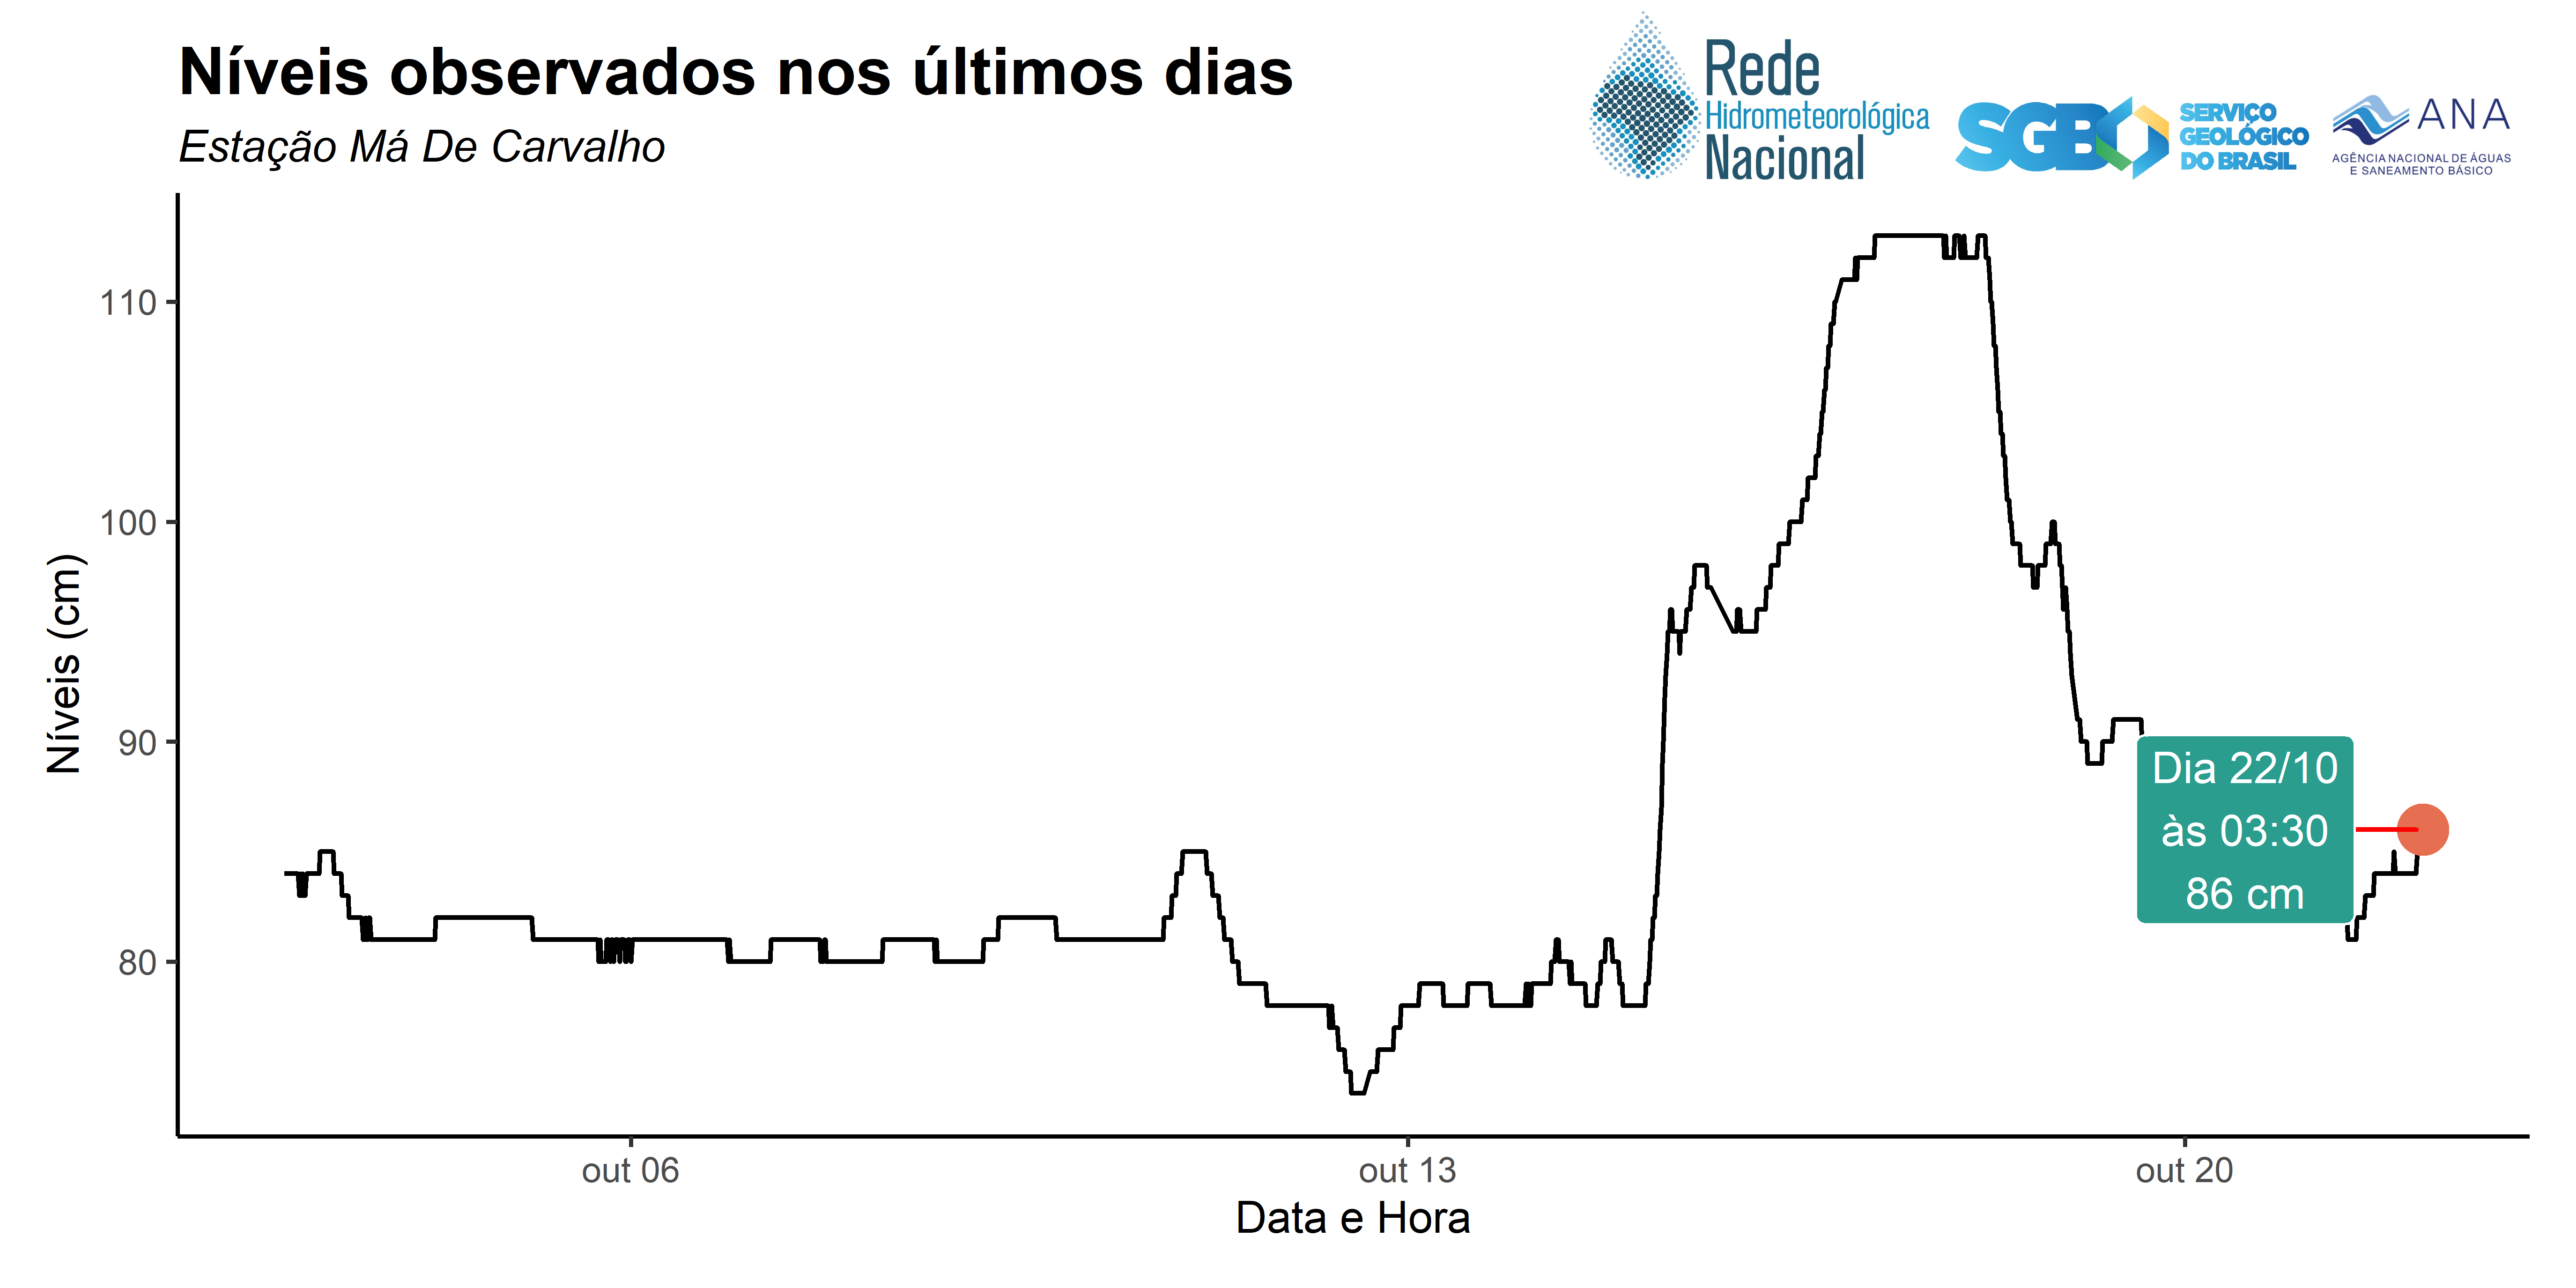 Níveis observados nos últimos dias
Estação Má De Carvalho
Rede
Hidrometeorológica
Nacional
SGB
SERVIÇO
GEOLÓGICO
DO BRASIL
ANA
AGÊNCIA NACIONAL DE ÁGUAS
E SANEAMENTO BÁSICO
Níveis (cm)
110
100
90
80
Dia 22/10
às 03:30
86 cm
out 06
out 13
out 20
Data e Hora